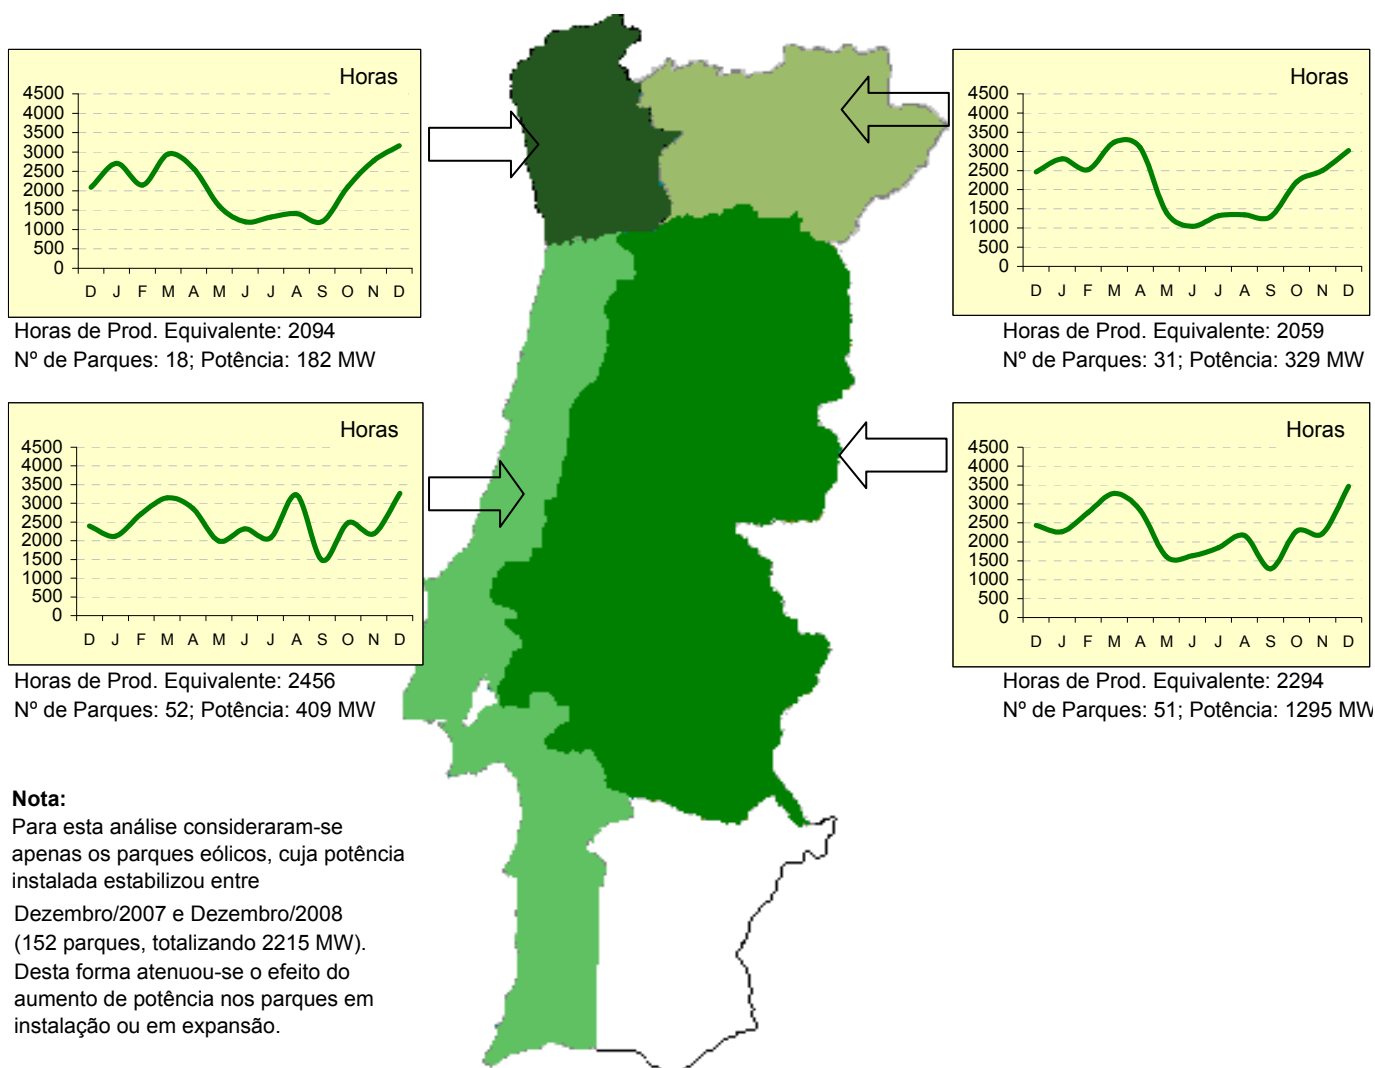 Horas
4500
4000
3500
3000
2500
2000
1500
1000
500
0
D J F M A M J J A S O N D
Horas de Prod. Equivalente: 2094
Nº de Parques: 18; Potência: 182 MW
Horas
4500
4000
3500
3000
2500
2000
1500
1000
500
0
D J F M A M J J A S O N D
Horas de Prod. Equivalente: 2059
Nº de Parques: 31; Potência: 329 MW
Horas
4500
4000
3500
3000
2500
2000
1500
1000
500
0
D J F M A M J J A S O N D
Horas de Prod. Equivalente: 2456
Nº de Parques: 52; Potência: 409 MW
Horas
4500
4000
3500
3000
2500
2000
1500
1000
500
0
D J F M A M J J A S O N D
Horas de Prod. Equivalente: 2294
Nº de Parques: 51; Potência: 1295 MW
Nota:
Para esta análise consideraram-se
apenas os parques eólicos, cuja potência
instalada estabilizou entre
Dezembro/2007 e Dezembro/2008
(152 parques, totalizando 2215 MW).
Desta forma atenuou-se o efeito do
aumento de potência nos parques em
instalação ou em expansão.